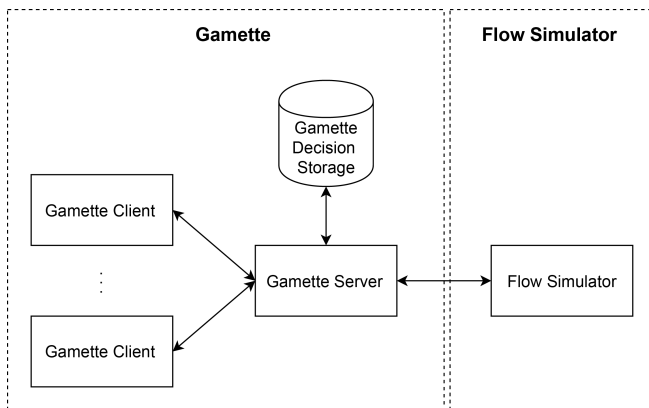 Gamette
Flow Simulator
Gamette
Decision
Storage
Gamette Client
Gamette Server
Flow Simulator
. . .
Gamette Client